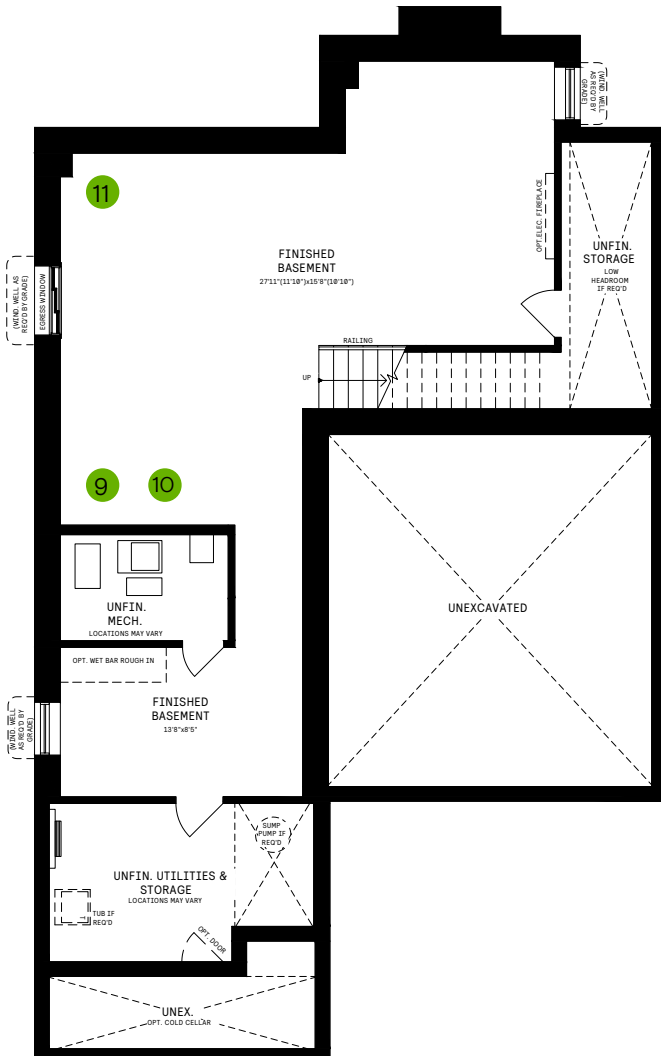 (WIND. WELL
AS REQ'D BY
GRADE)
11
OPT.ELEC. FIREPLACE
UNFIN.
STORAGE
LOW
HEADROOM
IF REQ'D
FINISHED
BASEMENT
27'11"(11'10")x15'8"(10'10")
(WIND. WELL AS
REQ'D BY GRADE)
EGRESS WINDOW
RAILING
UP
9
10
UNFIN.
MECH.
LOCATIONS MAY VARY
UNEXCAVATED
OPT. WET BAR ROUGH IN
FINISHED
BASEMENT
13'8"x8'5"
(WIND. WELL
AS REQ'D BY
GRADE)
SUMP
PUMP IF
REQ'D
UNFIN. UTILITIES &
STORAGE
LOCATIONS MAY VARY
TUB IF
REQ'D
OPT. DOOR
UNEX.
OPT. COLD CELLAR